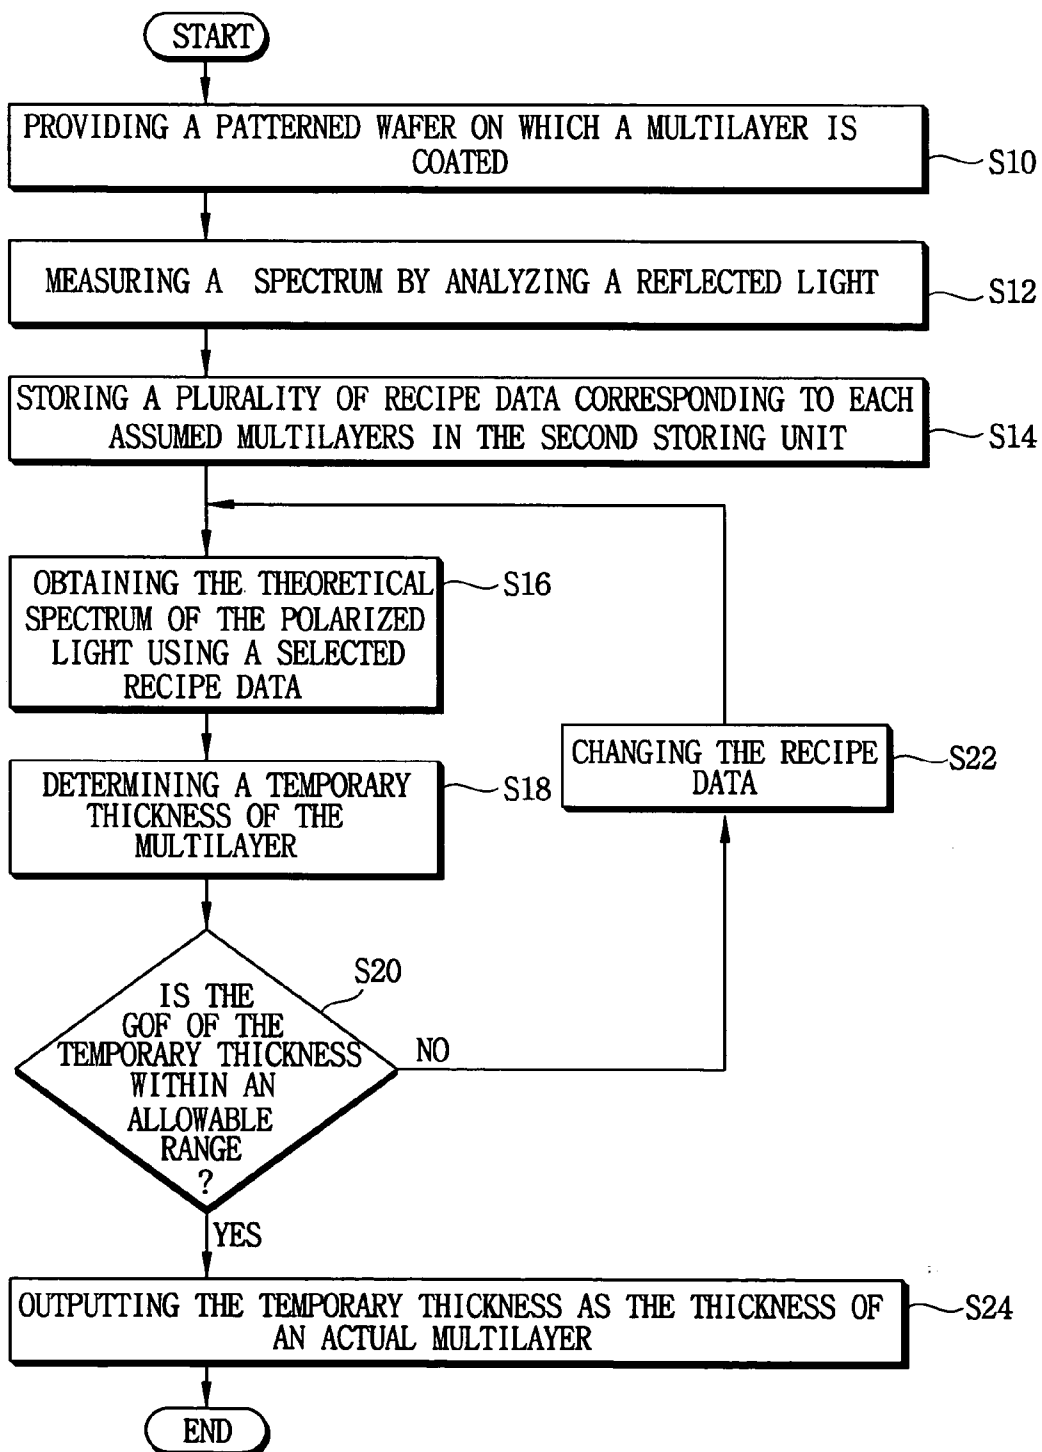 START
PROVIDING A PATTERNED WAFER ON WHICH A MULTILAYER IS
COATED
S10
MEASURING A SPECTRUM BY ANALYZING A REFLECTED LIGHT
S12
STORING A PLURALITY OF RECIPE DATA CORRESPONDING TO EACH
ASSUMED MULTILAYERS IN THE SECOND STORING UNIT
S14
OBTAINING THE THEORETICAL
SPECTRUM OF THE POLARIZED
LIGHT USING A SELECTED
RECIPE DATA
S16
DETERMINING A TEMPORARY
THICKNESS OF THE
MULTILAYER
S18
CHANGING THE RECIPE
DATA
S22
IS THE
GOF OF THE
TEMPORARY THICKNESS
WITHIN AN
ALLOWABLE
RANGE
?
S20
NO
YES
OUTPUTTING THE TEMPORARY THICKNESS AS THE THICKNESS OF
AN ACTUAL MULTILAYER
S24
END